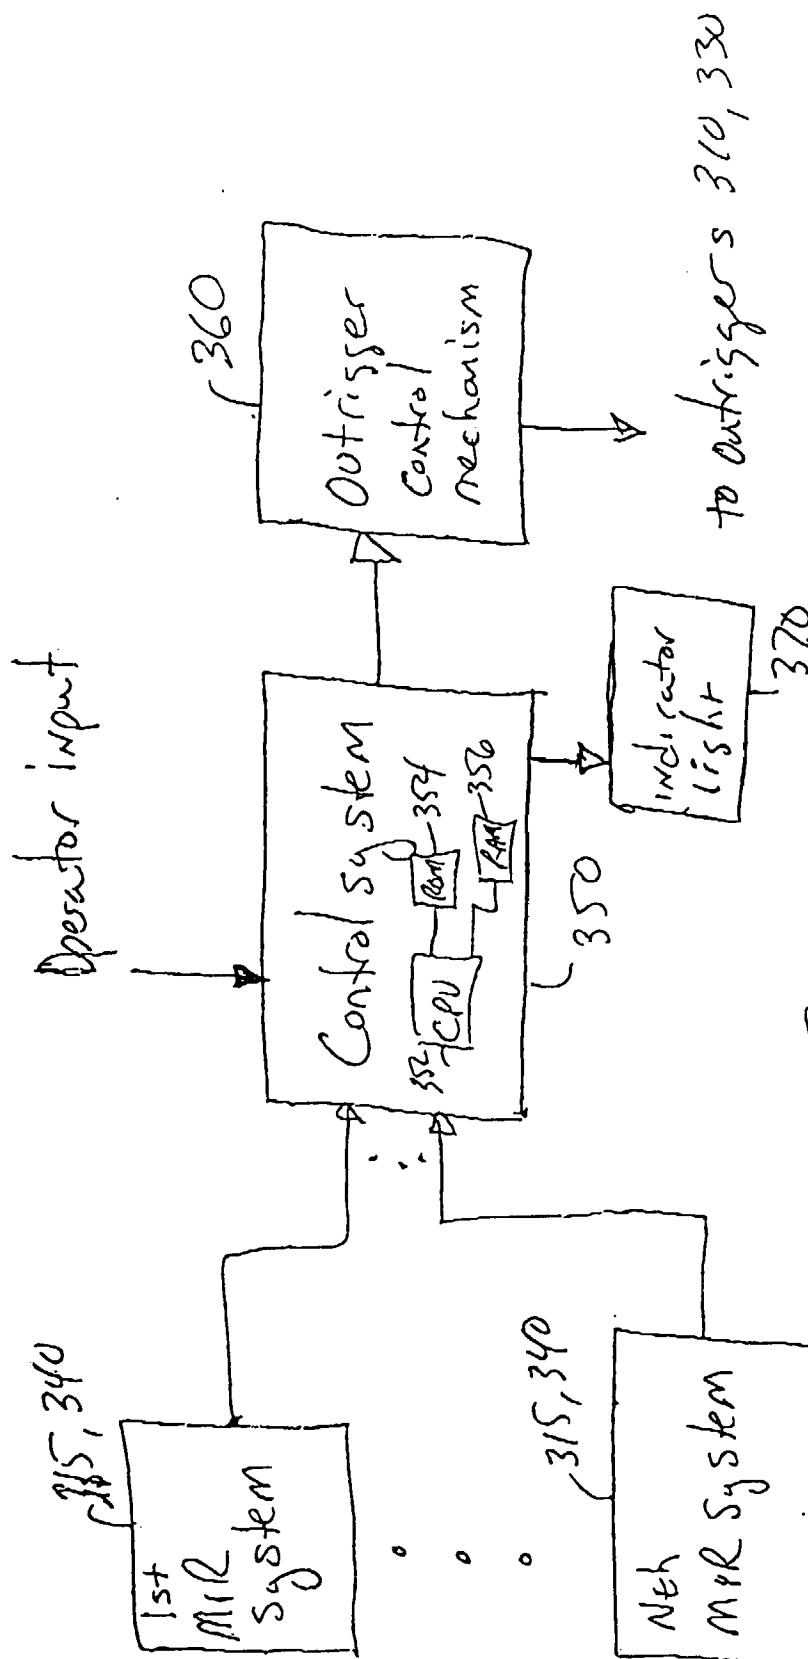 Operator input
315, 340
1st
MIR
System
315, 340
Nth
MIR System
Control System
352
CPU
ROM
354
RAM
356
350
360
Outrigger
control
mechanism
indicator
light
370
to outriggers 310, 330